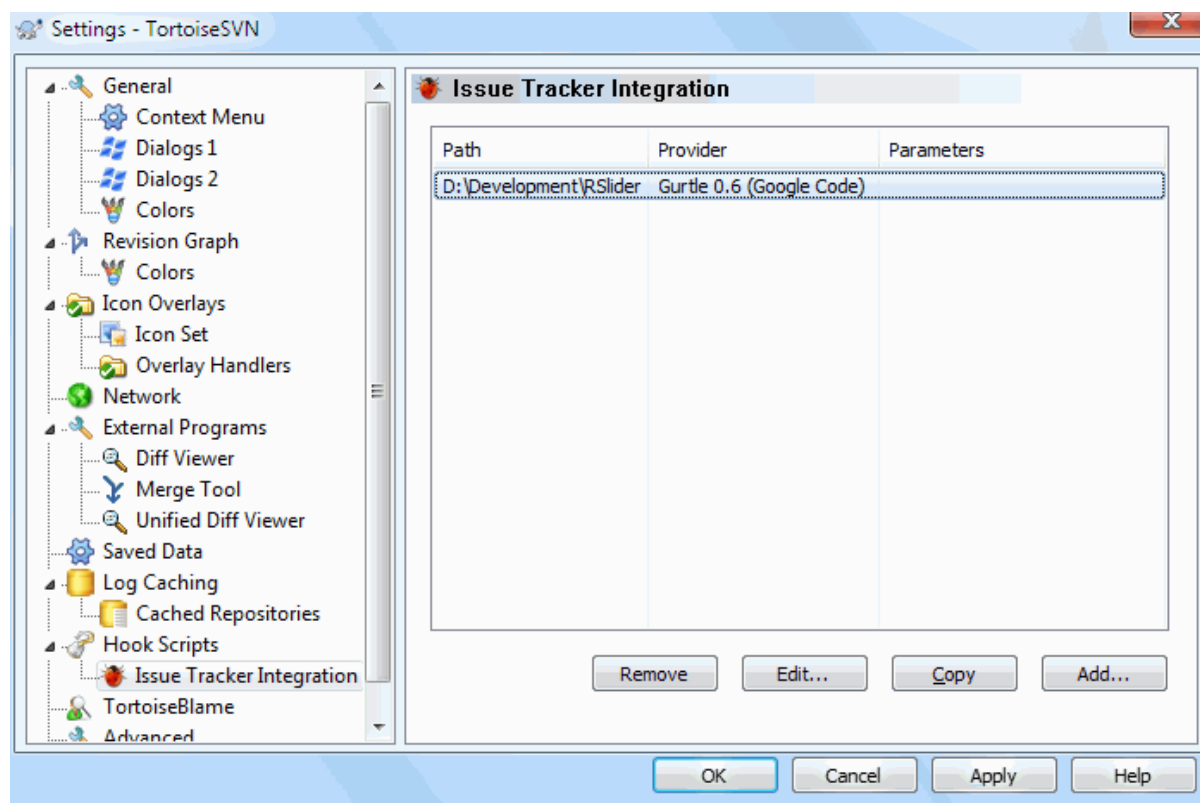 Settings - TortoiseSVN
General
Context Menu
Dialogs 1
Dialogs 2
Colors
Revision Graph
Colors
Icon Overlays
Icon Set
Overlay Handlers
Network
External Programs
Diff Viewer
Merge Tool
Unified Diff Viewer
Saved Data
Log Caching
Cached Repositories
Hook Scripts
Issue Tracker Integration
TortoiseBlame
Advanced
Issue Tracker Integration
Path Provider Parameters
D:\Development\RSlider Gurtle 0.6 (Google Code)
Remove Edit... Copy Add...
OK Cancel Apply Help